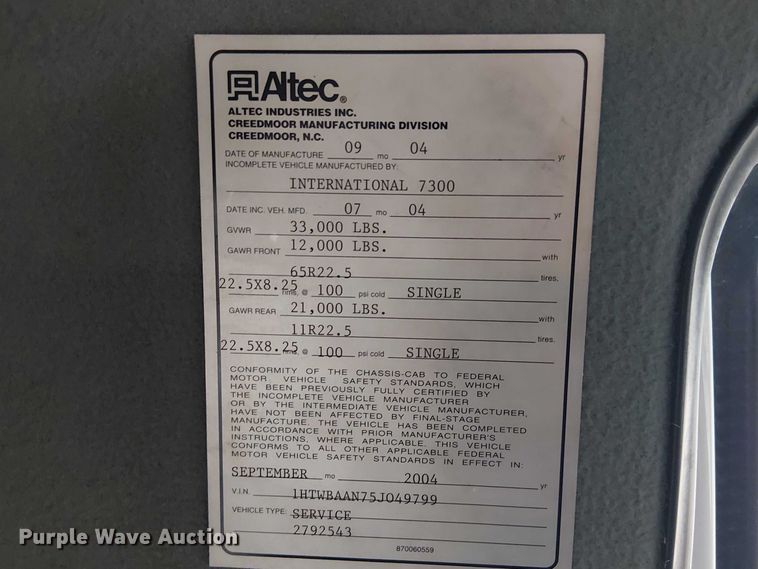 Altec®
ALTEC INDUSTRIES INC.
CREEDMOOR MANUFACTURING DIVISION
CREEDMOOR, N.C.
DATE OF MANUFACTURE 09 mo 04 yr
INCOMPLETE VEHICLE MANUFACTURED BY:
INTERNATIONAL 7300
DATE INC. VEH. MFD. 07 mo 04 yr
GVWR 33,000 LBS.
GAWR FRONT 12,000 LBS. with
65R22.5 tires,
22.5X8.25 rims, @ 100 psi cold SINGLE
GAWR REAR 21,000 LBS. with
11R22.5 tires.
22.5X8.25 rims, @ 100 psi cold SINGLE
CONFORMITY OF THE CHASSIS-CAB TO FEDERAL
MOTOR VEHICLE SAFETY STANDARDS, WHICH
HAVE BEEN PREVIOUSLY FULLY CERTIFIED BY
THE INCOMPLETE VEHICLE MANUFACTURER
OR BY THE INTERMEDIATE VEHICLE MANUFACTURER,
HAVE NOT BEEN AFFECTED BY FINAL-STAGE
MANUFACTURE. THE VEHICLE HAS BEEN COMPLETED
IN ACCORDANCE WITH PRIOR MANUFACTURER'S
INSTRUCTIONS, WHERE APPLICABLE. THIS VEHICLE
CONFORMS TO ALL OTHER APPLICABLE FEDERAL
MOTOR VEHICLE SAFETY STANDARDS IN EFFECT IN:
SEPTEMBER mo 2004 yr
V.I.N. 1HTWBAAN75J049799
VEHICLE TYPE: SERVICE
2792543
870060559
Purple Wave Auction